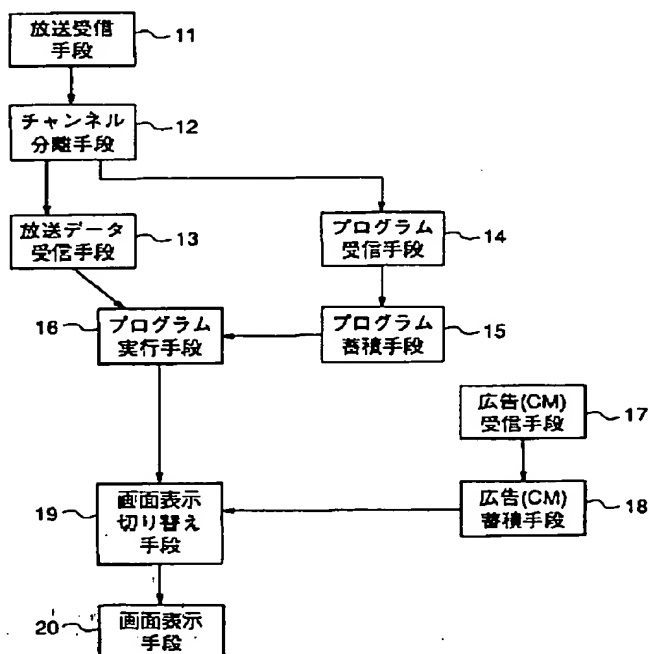 放送受信
手段
11
チャンネル
分離手段
12
放送データ
受信手段
13
プログラム
受信手段
14
16
プログラム
実行手段
プログラム
蓄積手段
15
広告(CM)
受信手段
17
19
画面表示
切り替え
手段
広告(CM)
蓄積手段
18
20
画面表示
手段